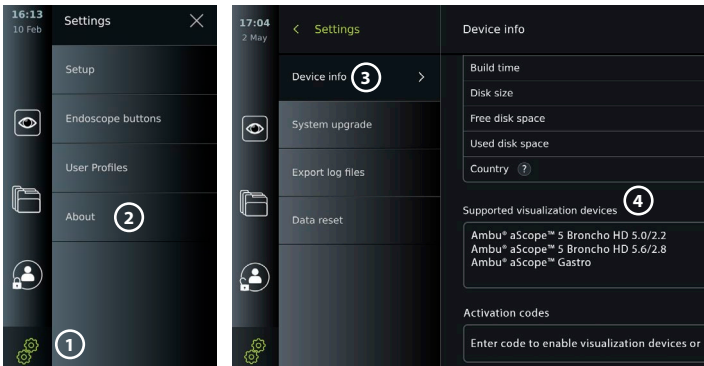 16:13
10 Feb
Settings
Setup
Endoscope buttons
User Profiles
About
2
1
17:04
2 May
< Settings
Device info
3
System upgrade
Export log files
Data reset
Device info
Build time
Disk size
Free disk space
Used disk space
Country ?
4
Supported visualization devices
Ambu® aScope™ 5 Broncho HD 5.0/2.2
Ambu® aScope™ 5 Broncho HD 5.6/2.8
Ambu® aScope™ Gastro
Activation codes
Enter code to enable visualization devices or